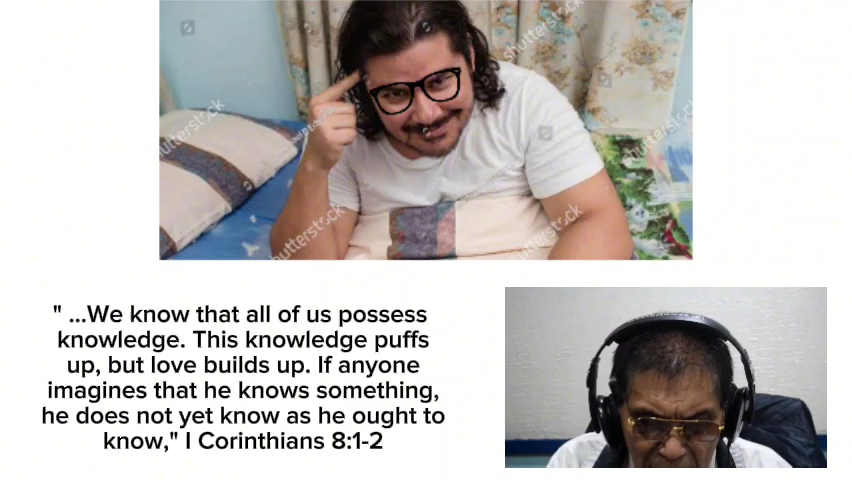 shutterstock
shutterstock
shutterstock
shutterstock
shutterstock
" ...We know that all of us possess
knowledge. This knowledge puffs
up, but love builds up. If anyone
imagines that he knows something,
he does not yet know as he ought to
know," I Corinthians 8:1-2